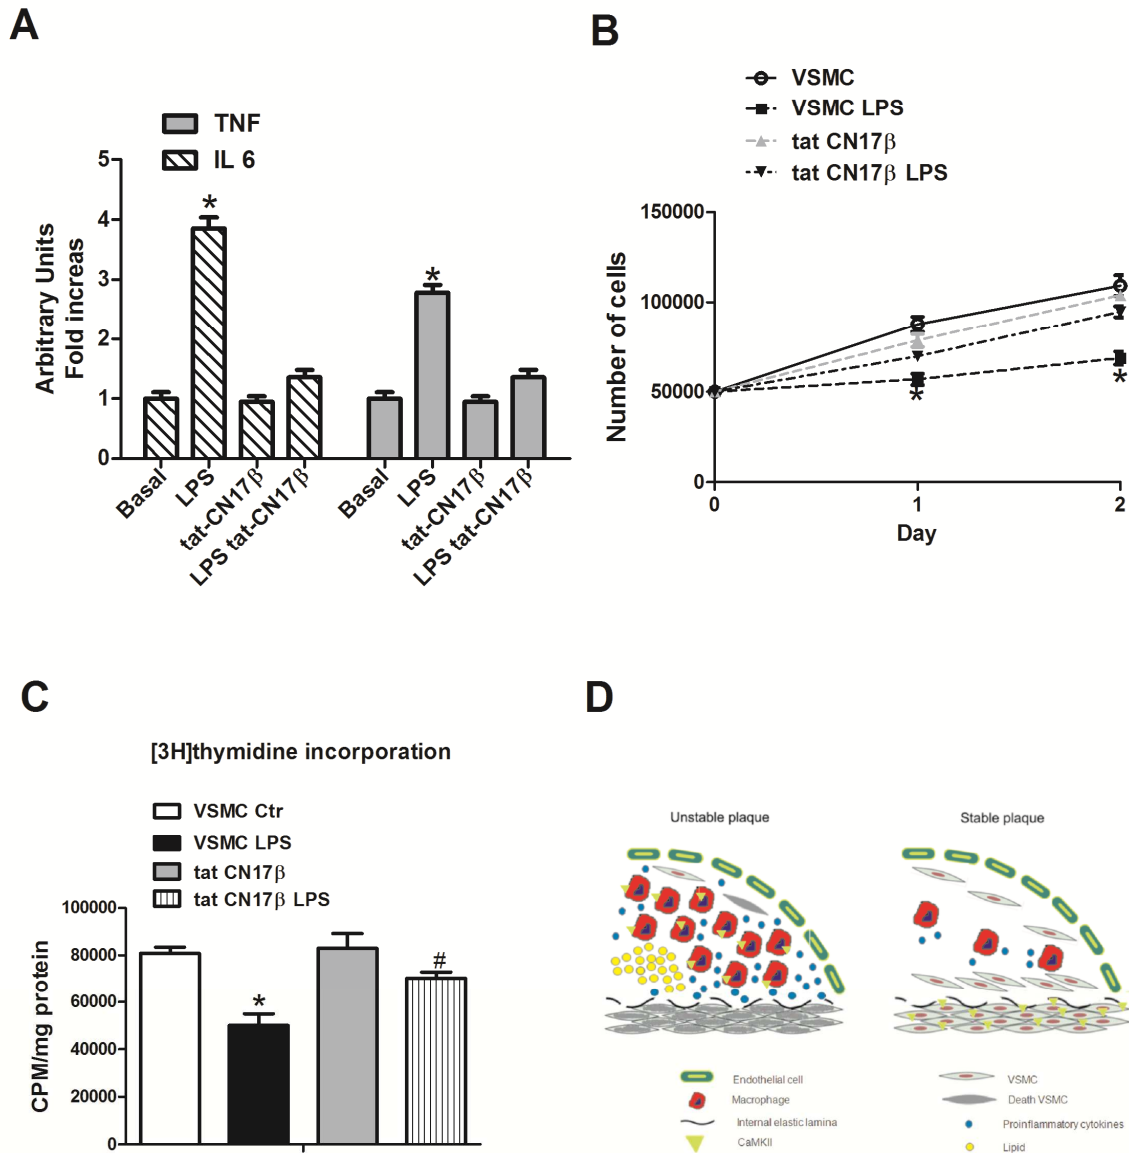 A
TNF
IL 6
5
4
3
2
1
0
Arbitrary Units
Fold increas
*
*
Basal
LPS
tat-CN17β
LPS tat-CN17β
Basal
LPS
tat-CN17β
LPS tat-CN17β
B
VSMC
VSMC LPS
tat CN17β
tat CN17β LPS
150000
100000
50000
0
Number of cells
*
*
0
1
2
Day
C
[3H]thymidine incorporation
VSMC Ctr
VSMC LPS
tat CN17β
tat CN17β LPS
100000
80000
60000
40000
20000
0
CPM/mg protein
*
#
D
Unstable plaque
Stable plaque
Endothelial cell
Macrophage
Internal elastic lamina
CaMKII
VSMC
Death VSMC
Proinflammatory cytokines
Lipid